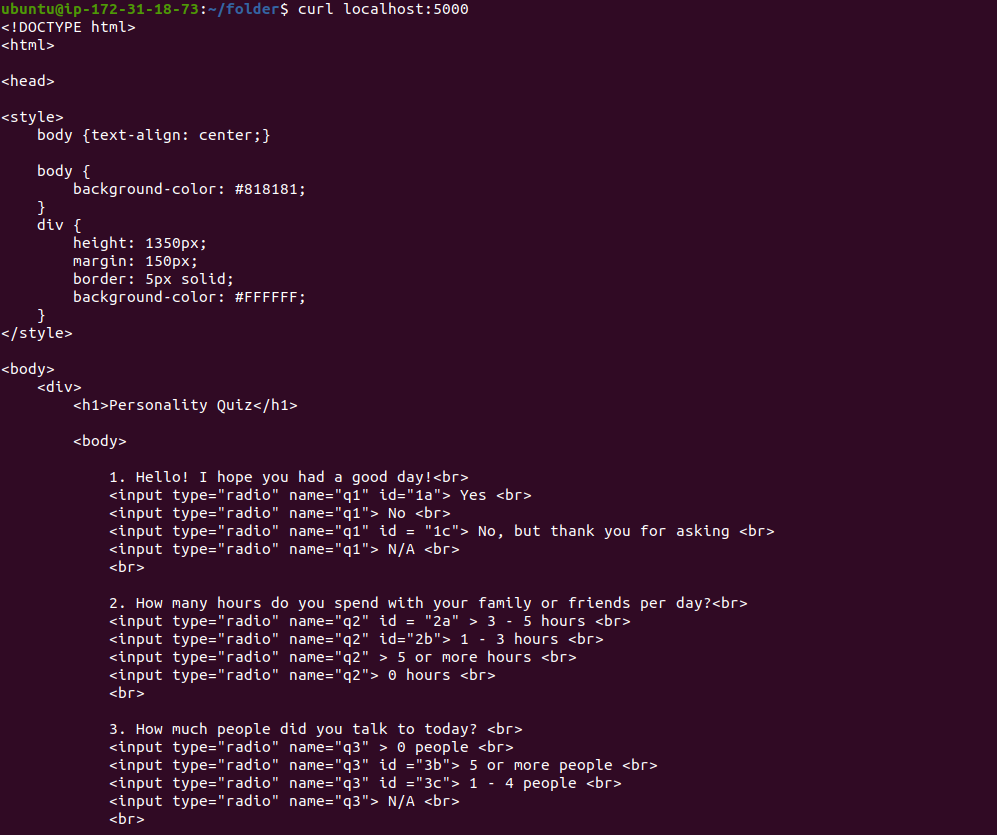 ubuntu@ip-172-31-18-73:~/folder$ curl localhost:5000
<!DOCTYPE html>
<html>

<head>

<style>
    body {text-align: center;}

    body {
        background-color: #818181;
    }
    div {
        height: 1350px;
        margin: 150px;
        border: 5px solid;
        background-color: #FFFFFF;
    }
</style>

<body>
    <div>
        <h1>Personality Quiz</h1>

        <body>

            1. Hello! I hope you had a good day!<br>
            <input type="radio" name="q1" id="1a"> Yes <br>
            <input type="radio" name="q1"> No <br>
            <input type="radio" name="q1" id = "1c"> No, but thank you for asking <br>
            <input type="radio" name="q1"> N/A <br>
            <br>

            2. How many hours do you spend with your family or friends per day?<br>
            <input type="radio" name="q2" id = "2a" > 3 - 5 hours <br>
            <input type="radio" name="q2" id="2b"> 1 - 3 hours <br>
            <input type="radio" name="q2" > 5 or more hours <br>
            <input type="radio" name="q2"> 0 hours <br>
            <br>

            3. How much people did you talk to today? <br>
            <input type="radio" name="q3" > 0 people <br>
            <input type="radio" name="q3" id ="3b"> 5 or more people <br>
            <input type="radio" name="q3" id ="3c"> 1 - 4 people <br>
            <input type="radio" name="q3"> N/A <br>
            <br>